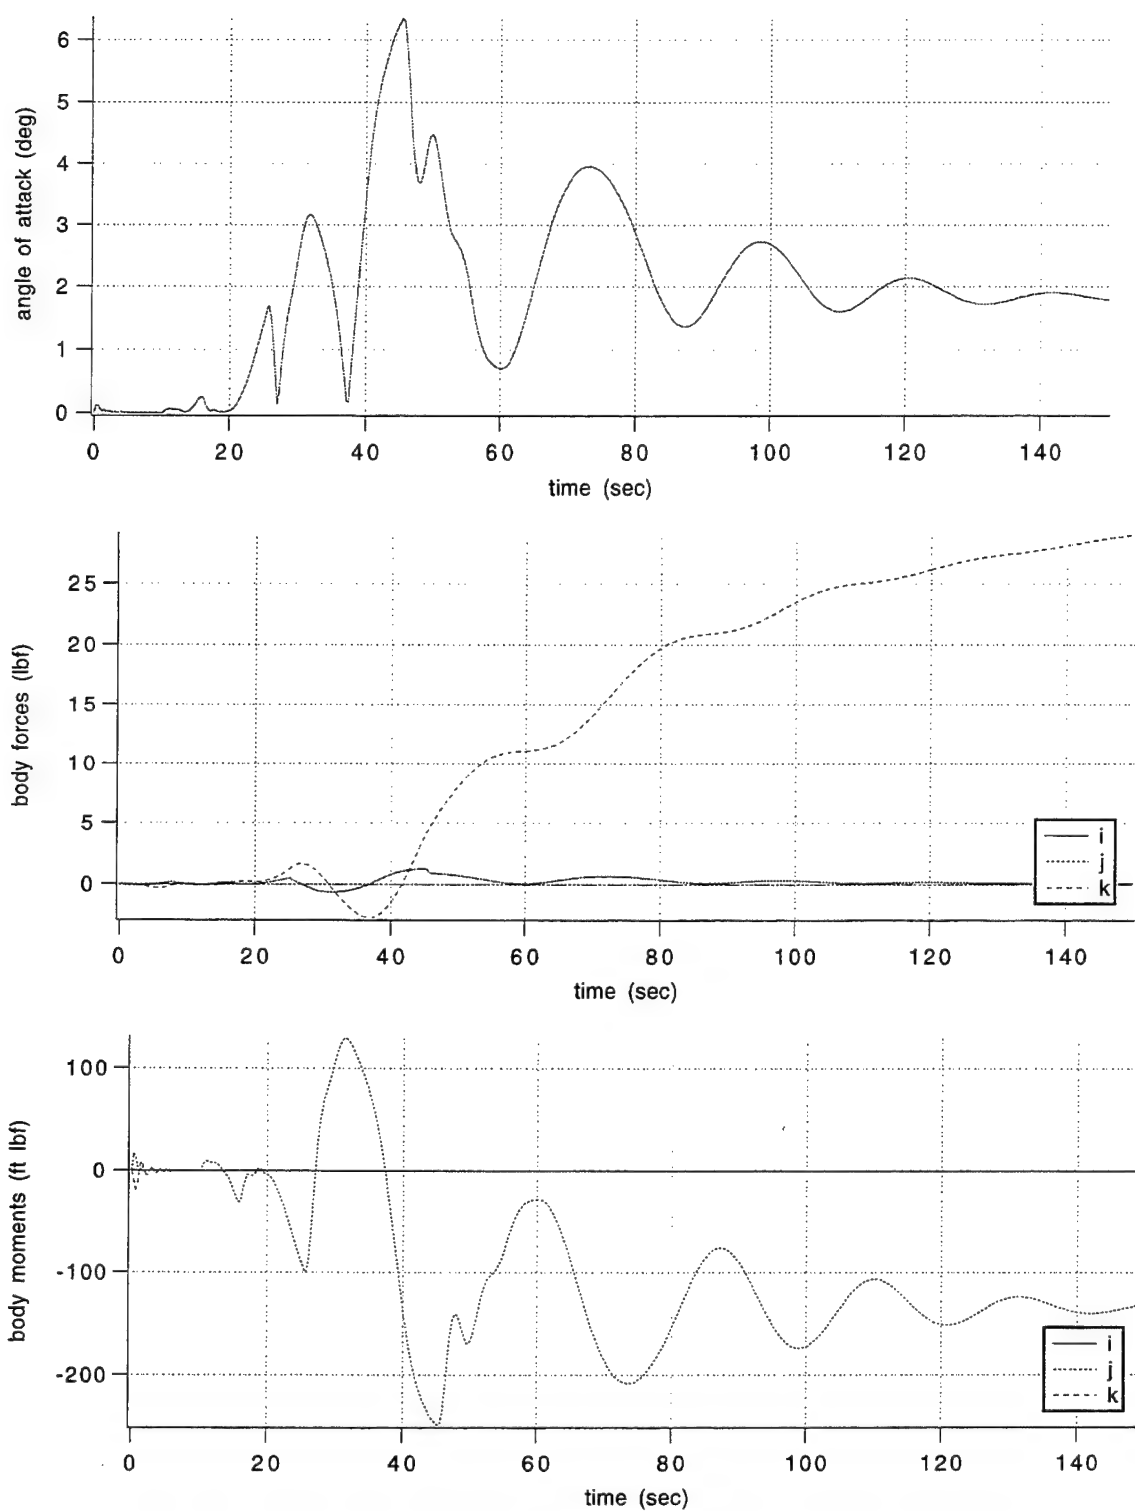 angle of attack (deg)
6
5
4
3
2
1
0
0 20 40 60 80 100 120 140
time (sec)
body forces (lbf)
25
20
15
10
5
0
i
j
k
0 20 40 60 80 100 120 140
time (sec)
body moments (ft lbf)
100
0
-100
-200
i
j
k
0 20 40 60 80 100 120 140
time (sec)